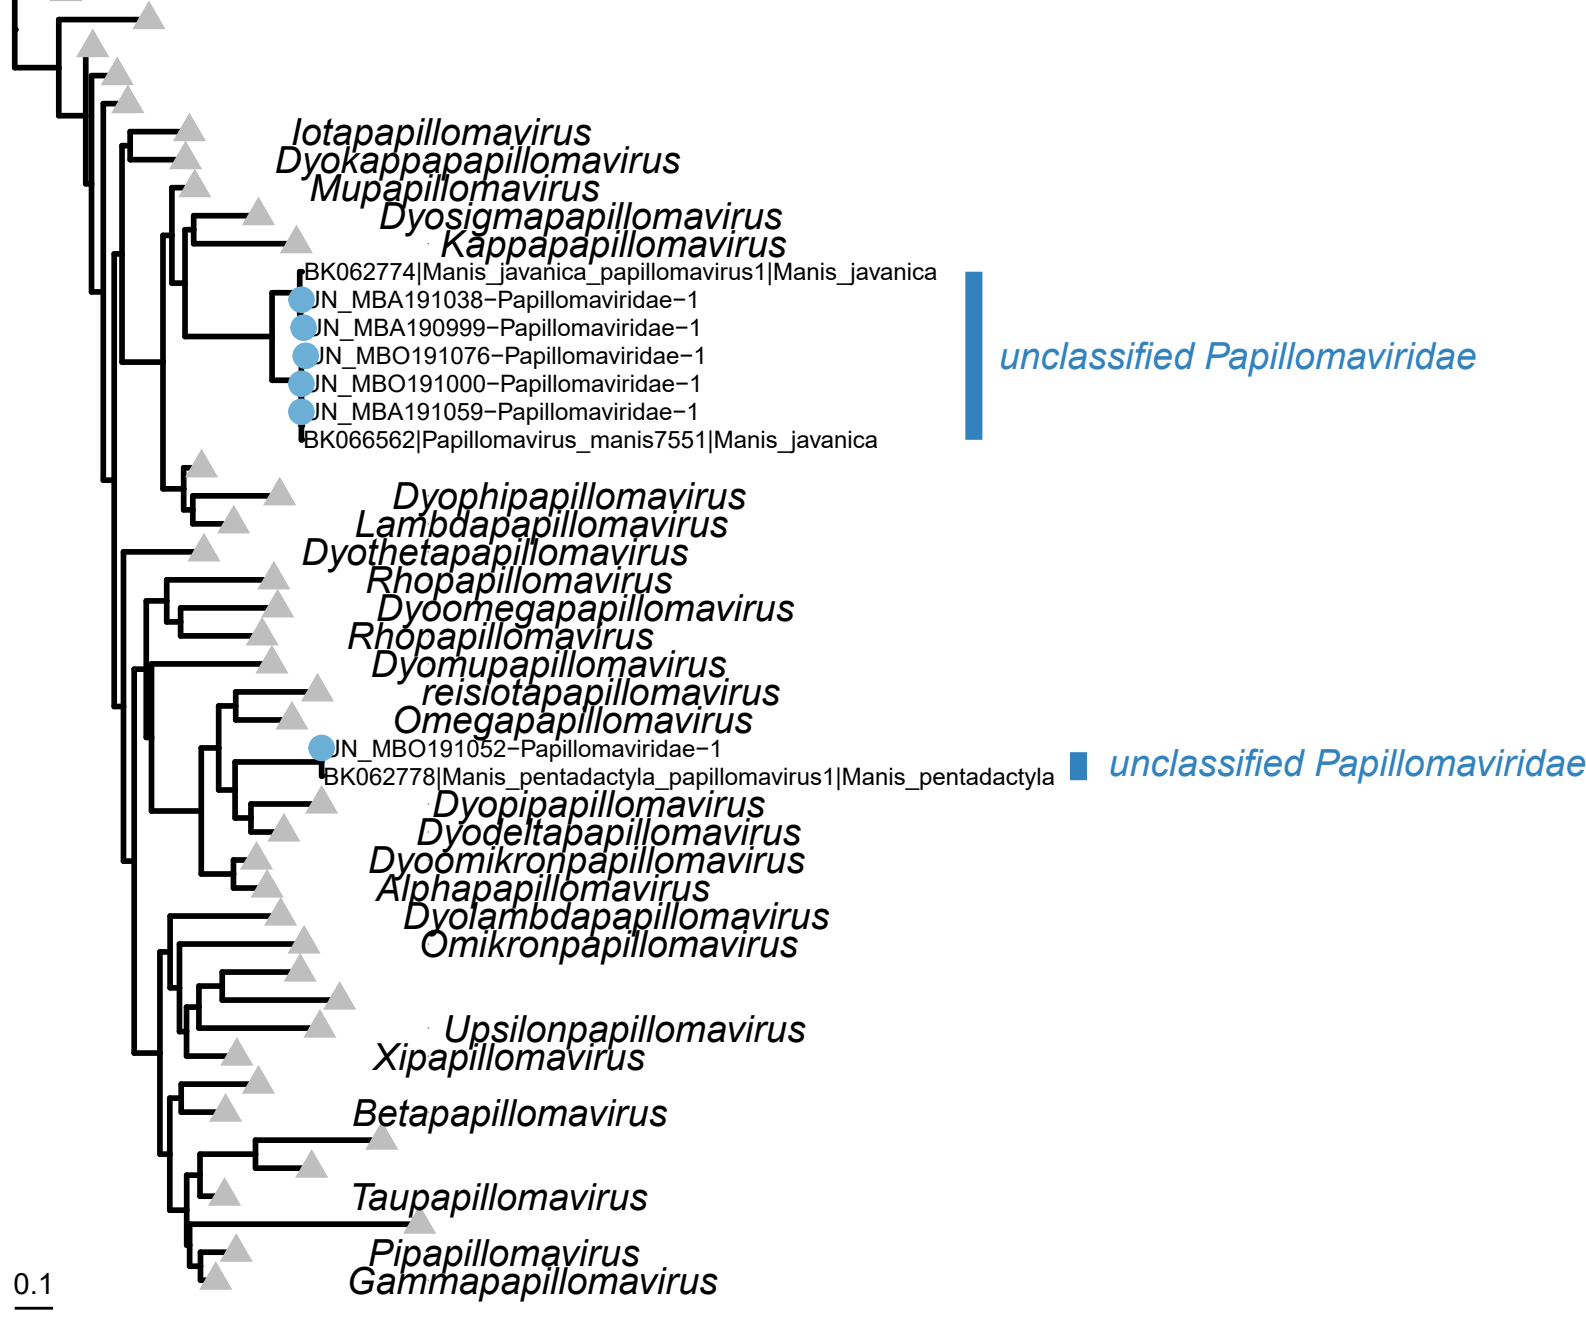 Iotapapillomavirus
Dyokappapapillomavirus
Mupapillomavirus
Dyosigmapapillomavirus
Kappapapillomavirus
BK062774|Manis_javanica_papillomavirus1|Manis_javanica
JN_MBA191038−Papillomaviridae−1
JN_MBA190999−Papillomaviridae−1
JN_MBO191076−Papillomaviridae−1
unclassified Papillomaviridae
JN_MBO191000−Papillomaviridae−1
JN_MBA191059−Papillomaviridae−1
BK066562|Papillomavirus_manis7551|Manis_javanica
Dyophipapillomavirus
Lambdapapillomavirus
Dyothetapapillomavirus
Rhopapillomavirus
Dyoomegapapillomavirus
Rhopapillomavirus
Dyomupapillomavirus
reisIotapapillomavirus
Omegapapillomavirus
JN_MBO191052−Papillomaviridae−1
unclassified Papillomaviridae
BK062778|Manis_pentadactyla_papillomavirus1|Manis_pentadactyla
Dyopipapillomavirus
Dyodeltapapillomavirus
Dyoomikronpapillomavirus
Alphapapillomavirus
Dyolambdapapillomavirus
Omikronpapillomavirus
Upsilonpapillomavirus
Xipapillomavirus
Betapapillomavirus
Taupapillomavirus
Pipapillomavirus
Gammapapillomavirus
0.1